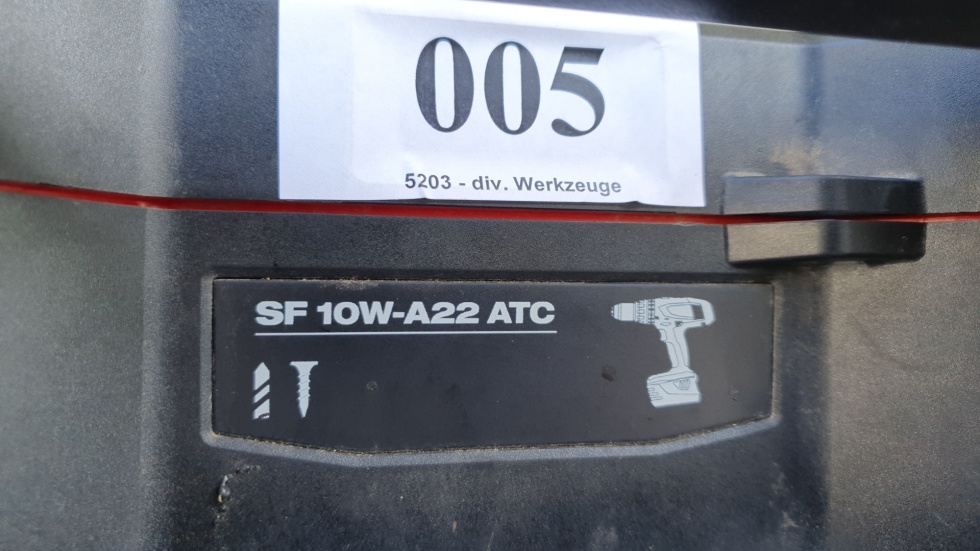 005
5203 - div. Werkzeuge
SF 10W-A22 ATC